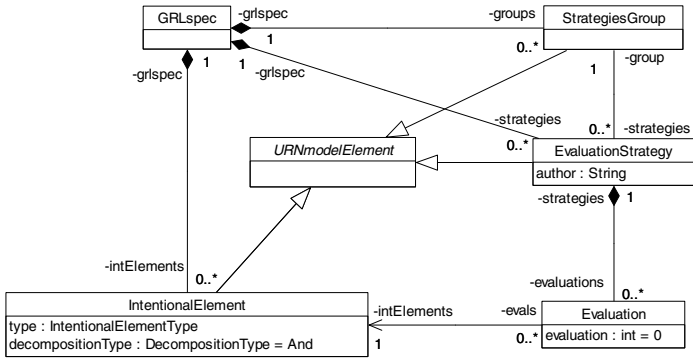 GRLspec
-grlspec
-groups
StrategiesGroup
1
0..*
-grlspec
1
1
-grlspec
1
-group
-strategies
0..*
0..*
-strategies
URNmodelElement
EvaluationStrategy
author : String
-strategies
1
-intElements
0..*
-evaluations
0..*
IntentionalElement
type : IntentionalElementType
decompositionType : DecompositionType = And
-intElements
1
-evals
0..*
Evaluation
evaluation : int = 0